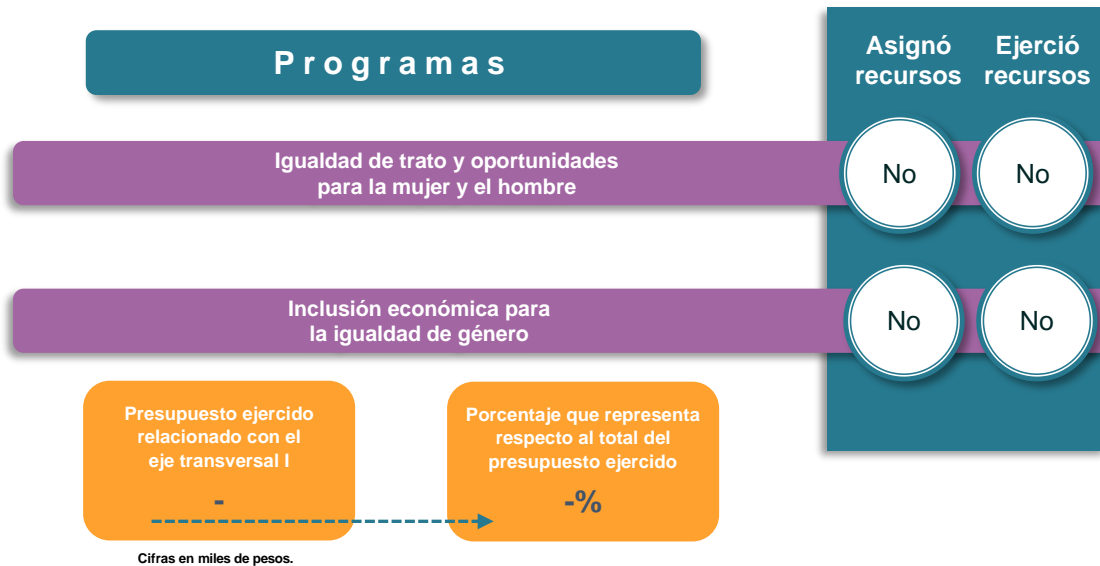 Programas
Asignó
recursos
Ejerció
recursos
Igualdad de trato y oportunidades
para la mujer y el hombre
No
No
Inclusión económica para
la igualdad de género
No
No
Presupuesto ejercido
relacionado con el
eje transversal I
-
Porcentaje que representa
respecto al total del
presupuesto ejercido
-%
Cifras en miles de pesos.